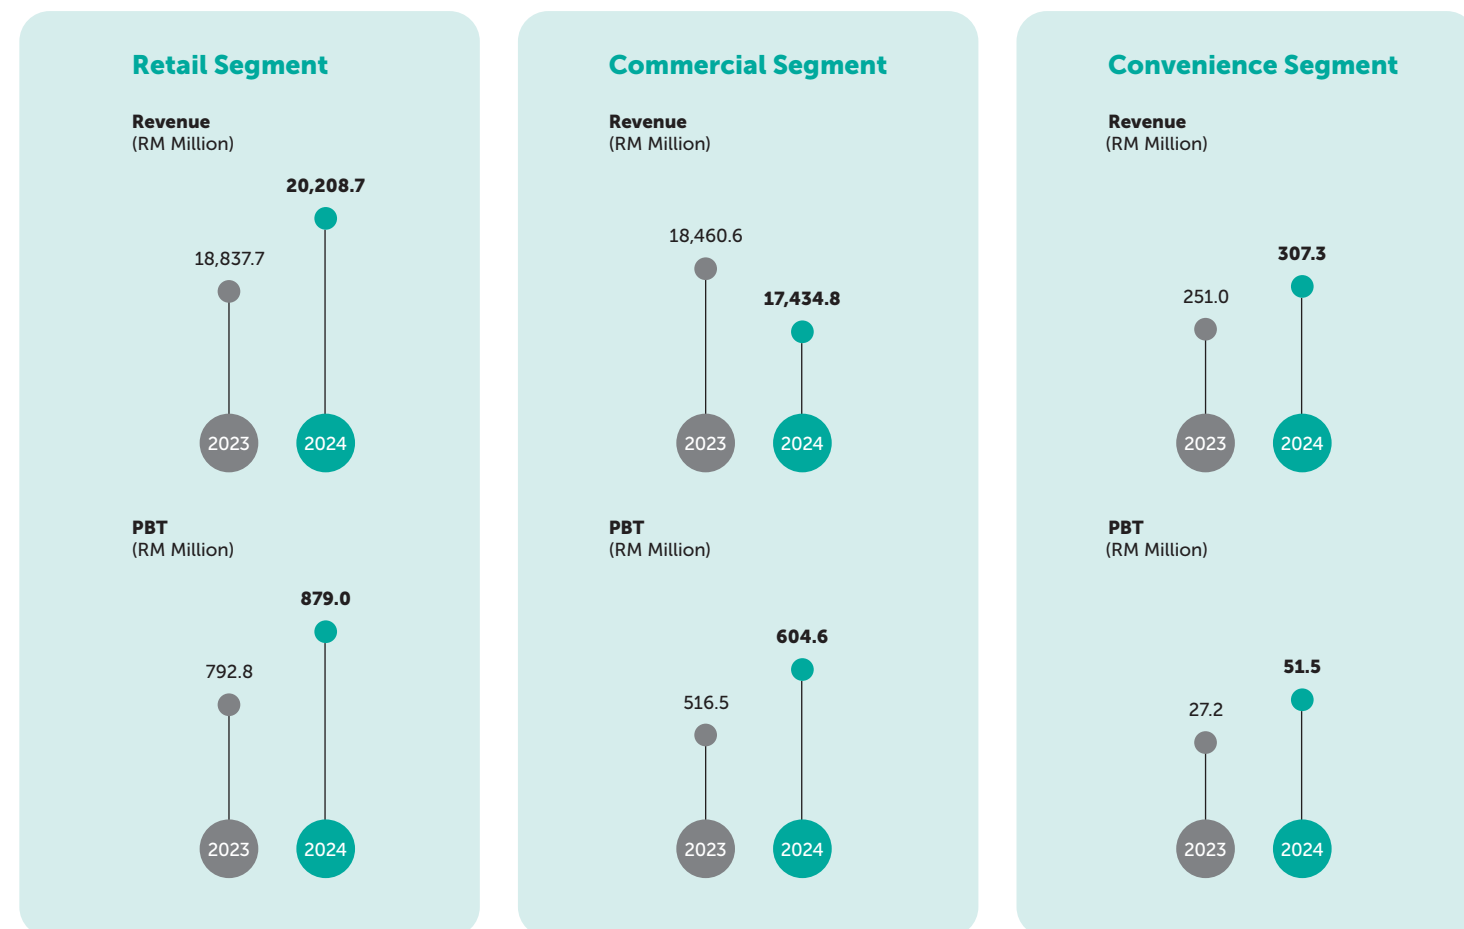 Retail Segment
Revenue
(RM Million)
20,208.7
18,837.7
2023
2024
PBT
(RM Million)
879.0
792.8
2023
2024
Commercial Segment
Revenue
(RM Million)
18,460.6
17,434.8
2023
2024
PBT
(RM Million)
604.6
516.5
2023
2024
Convenience Segment
Revenue
(RM Million)
307.3
251.0
2023
2024
PBT
(RM Million)
51.5
27.2
2023
2024